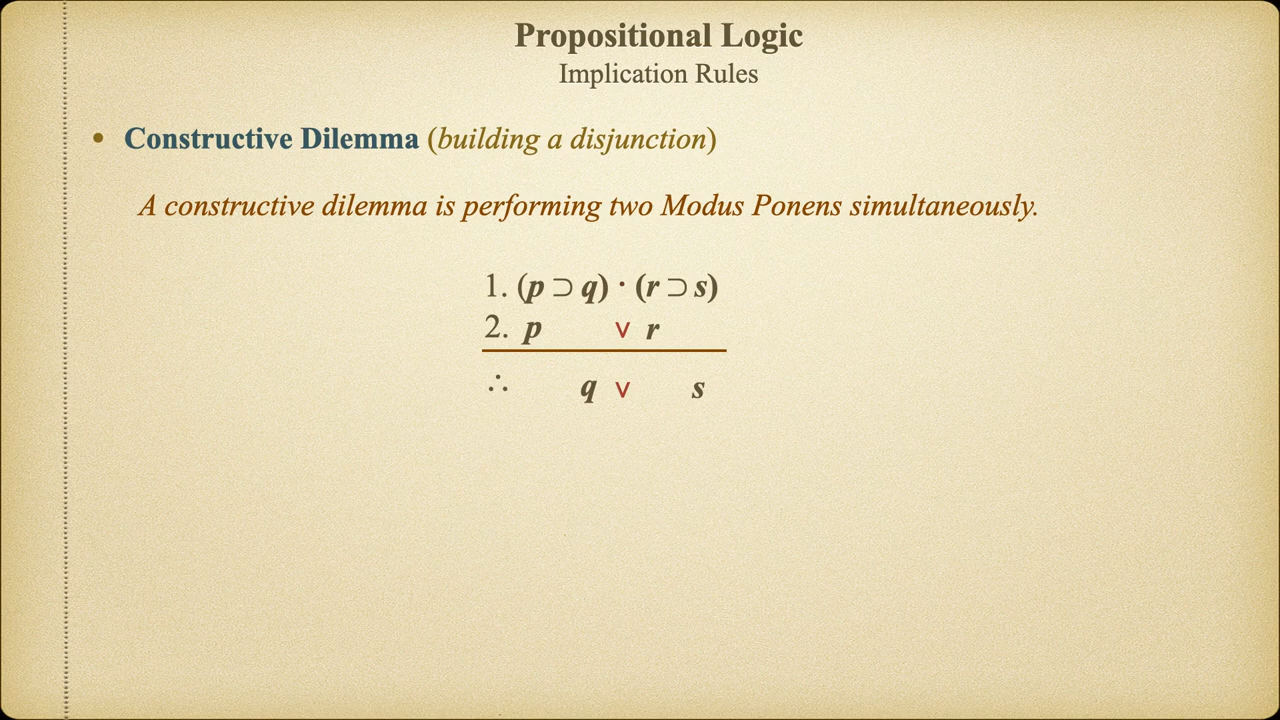 Propositional Logic
Implication Rules
• Constructive Dilemma (building a disjunction)
A constructive dilemma is performing two Modus Ponens simultaneously.
1. (p ⊃ q) · (r ⊃ s)
2. p v r
∴ q v s